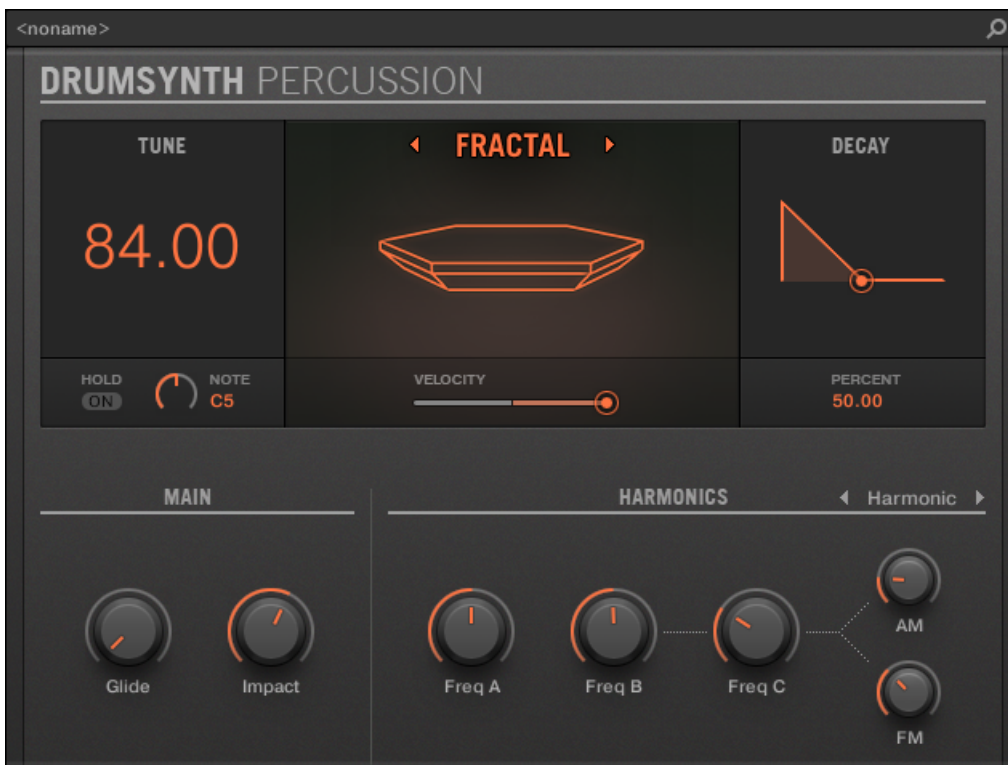 <noname>
DRUMSYNTH PERCUSSION
TUNE
FRACTAL
DECAY
84.00
HOLD
ON
NOTE
C5
VELOCITY
PERCENT
50.00
MAIN
HARMONICS
Harmonic
Glide
Impact
Freq A
Freq B
Freq C
AM
FM